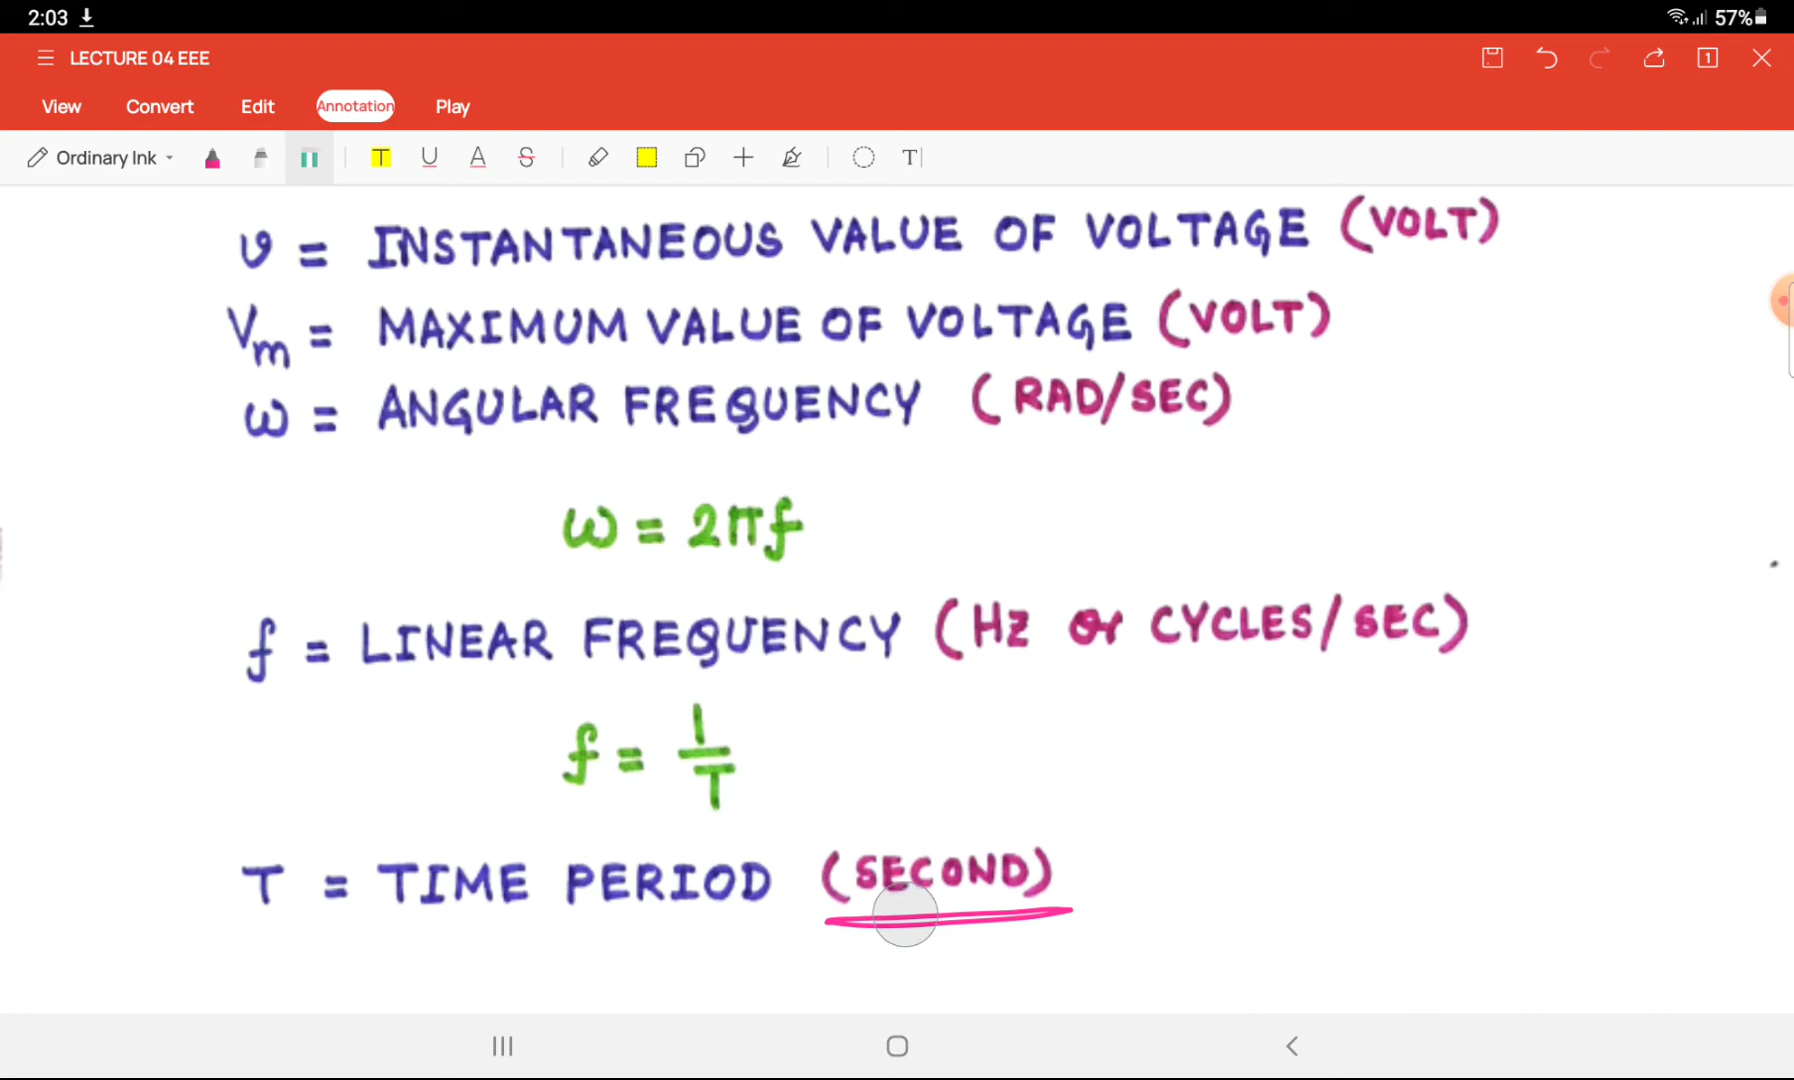 2:03 57%
LECTURE 04 EEE 1
View Convert Edit Annotation Play
Ordinary Ink T U A S T
v = INSTANTANEOUS VALUE OF VOLTAGE (VOLT)
Vm = MAXIMUM VALUE OF VOLTAGE (VOLT)
ω = ANGULAR FREQUENCY (RAD/SEC)
ω = 2πf
f = LINEAR FREQUENCY (HZ or CYCLES/SEC)
f = 1/T
T = TIME PERIOD (SECOND)